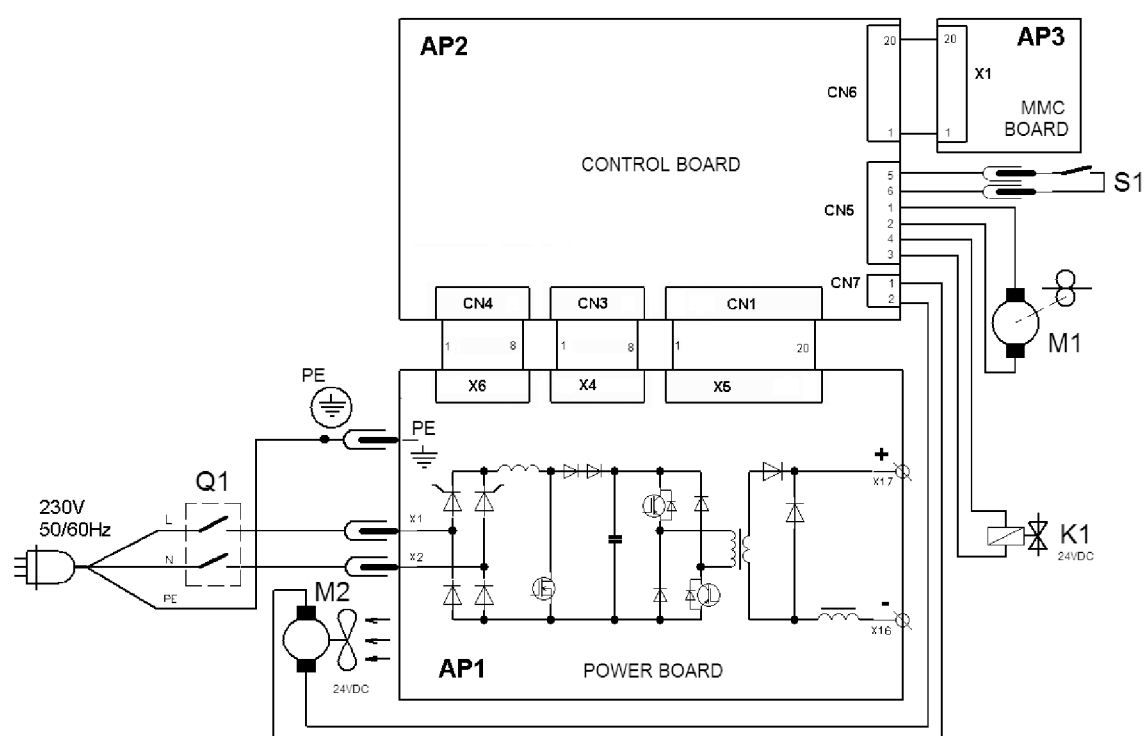 AP2
CONTROL BOARD
20
CN6
1
20
X1
1
AP3
MMC
BOARD
CN5
5
6
1
2
4
3
S1
CN7
1
2
M1
CN4
CN3
CN1
1 8
1 8
1 20
X6
X4
X5
PE
PE
Q1
230V
50/60Hz
L
N
PE
X1
X2
+
X17
-
X16
K1
24VDC
M2
24VDC
AP1
POWER BOARD